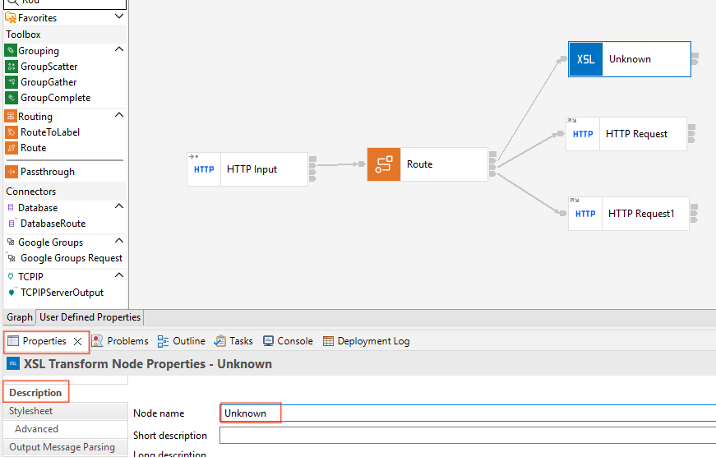 Rou
Favorites
Toolbox
Grouping
GroupScatter
GroupGather
GroupComplete
Routing
RouteToLabel
Route
Passthrough
Connectors
Database
DatabaseRoute
Google Groups
Google Groups Request
TCPIP
TCPIPServerOutput
XSL Unknown
HTTP HTTP Request
HTTP HTTP Input
Route
HTTP HTTP Request1
Graph User Defined Properties
Properties Problems Outline Tasks Console Deployment Log
XSL XSL Transform Node Properties - Unknown
Description
Stylesheet
Advanced
Output Message Parsing
Node name Unknown
Short description
Long description